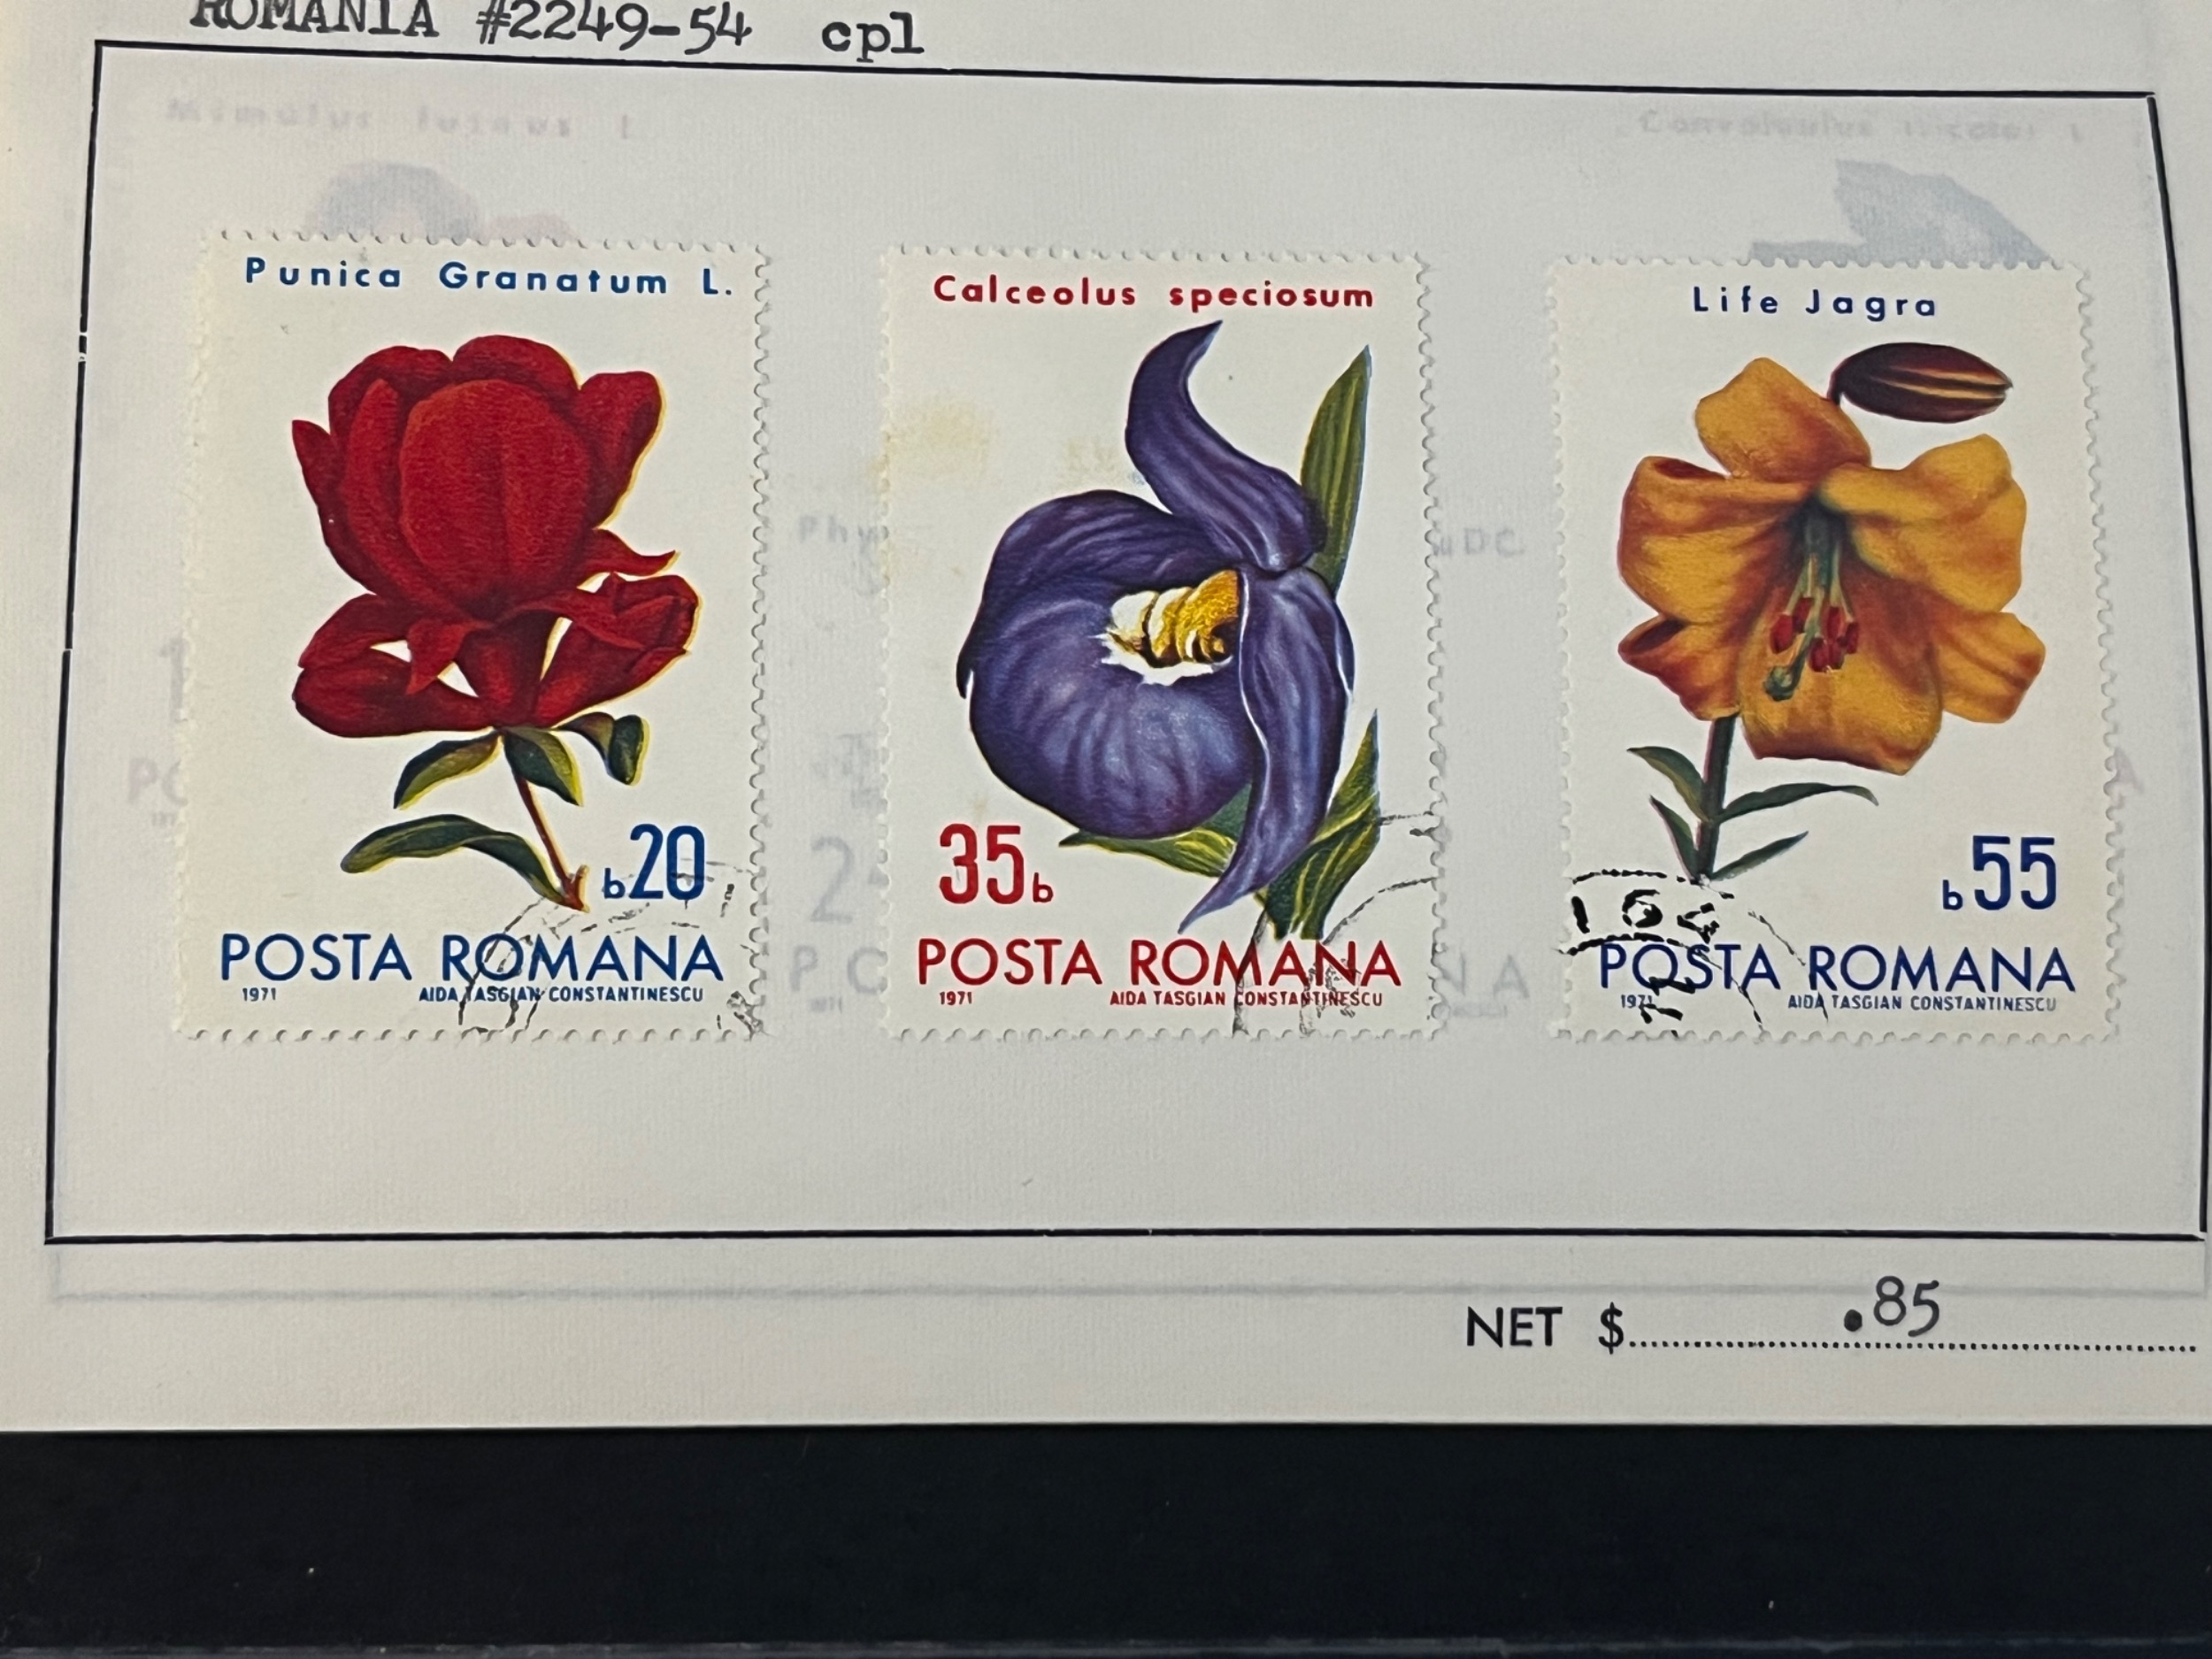 ROMANIA #2249-54 cpl
Punica Granatum L.
b20
POSTA ROMANA
1971 AIDA TASGIAN CONSTANTINESCU
Calceolus speciosum
35b
POSTA ROMANA
1971 AIDA TASGIAN CONSTANTINESCU
Life Jagra
b55
POSTA ROMANA
1971 AIDA TASGIAN CONSTANTINESCU
NET $ .85